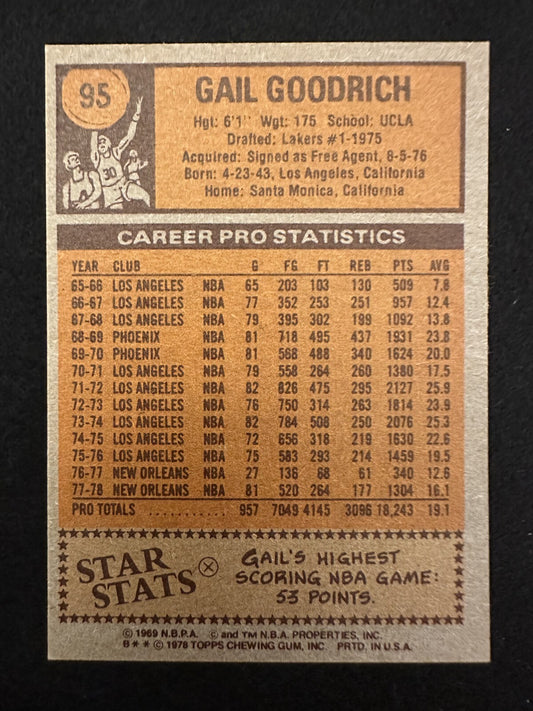 95
GAIL GOODRICH
Hgt: 6'1" Wgt: 175 School: UCLA
Drafted: Lakers #1-1975
Acquired: Signed as Free Agent, 8-5-76
Born: 4-23-43, Los Angeles, California
Home: Santa Monica, California
30
CAREER PRO STATISTICS
YEAR CLUB G FG FT REB PTS AVG
65-66 LOS ANGELES NBA 65 203 103 130 509 7.8
66-67 LOS ANGELES NBA 77 352 253 251 957 12.4
67-68 LOS ANGELES NBA 79 395 302 199 1092 13.8
68-69 PHOENIX NBA 81 718 495 437 1931 23.8
69-70 PHOENIX NBA 81 568 488 340 1624 20.0
70-71 LOS ANGELES NBA 79 558 264 260 1380 17.5
71-72 LOS ANGELES NBA 82 826 475 295 2127 25.9
72-73 LOS ANGELES NBA 76 750 314 263 1814 23.9
73-74 LOS ANGELES NBA 82 784 508 250 2076 25.3
74-75 LOS ANGELES NBA 72 656 318 219 1630 22.6
75-76 LOS ANGELES NBA 75 583 293 214 1459 19.5
76-77 NEW ORLEANS NBA 27 136 68 61 340 12.6
77-78 NEW ORLEANS NBA 81 520 264 177 1304 16.1
PRO TOTALS ........... 957 7049 4145 3096 18,243 19.1
STAR STATS
GAIL'S HIGHEST
SCORING NBA GAME:
53 POINTS.
© 1969 N.B.P.A. © and TM N.B.A. PROPERTIES, INC.
B * * © 1978 TOPPS CHEWING GUM, INC PRTD. IN U.S.A.